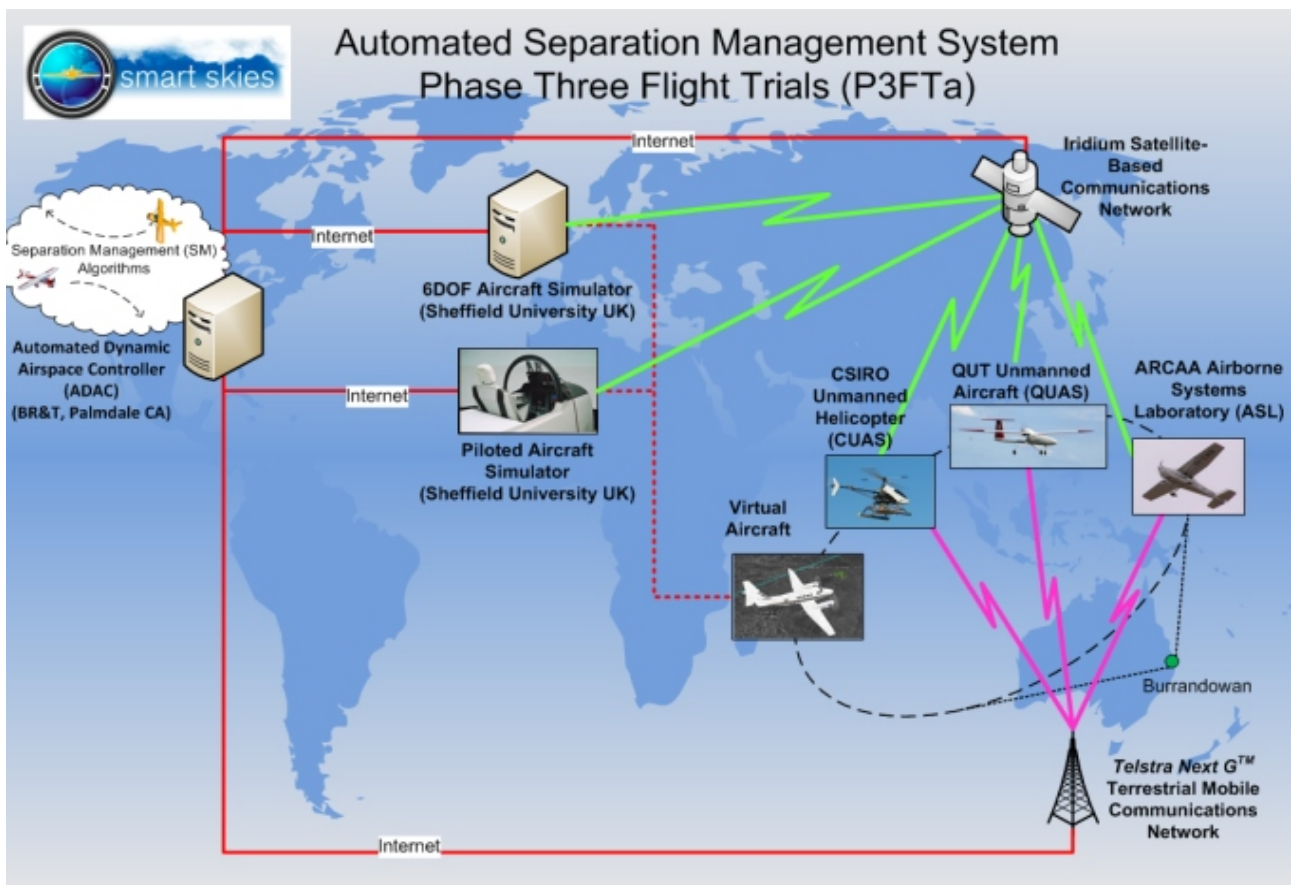 smart skies
Automated Separation Management System
Phase Three Flight Trials (P3FTa)
Internet
Iridium Satellite-
Based
Communications
Network
Internet
Separation Management (SM)
Algorithms
6DOF Aircraft Simulator
(Sheffield University UK)
Automated Dynamic
Airspace Controller
(ADAC)
(BR&T, Palmdale CA)
Internet
Piloted Aircraft
Simulator
(Sheffield University UK)
CSIRO
Unmanned
Helicopter
(CUAS)
QUT Unmanned
Aircraft (QUAS)
ARCAA Airborne
Systems
Laboratory (ASL)
Virtual
Aircraft
Burrandowan
Telstra Next G™
Terrestrial Mobile
Communications
Network
Internet